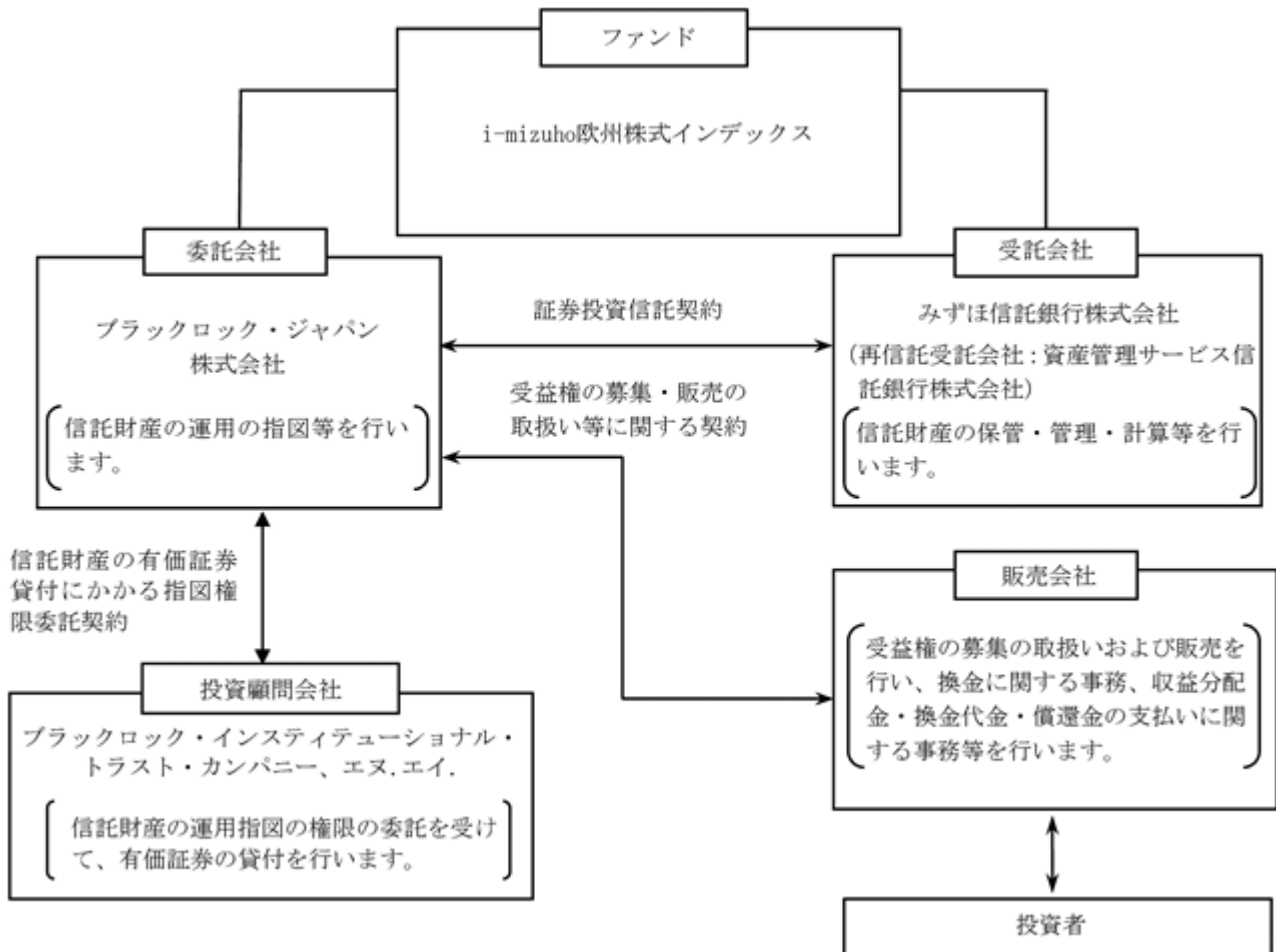 ファンド
i-mizuho欧州株式インデックス
委託会社
ブラックロック・ジャパン
株式会社
信託財産の運用の指図等を行い
ます。
証券投資信託契約
受益権の募集・販売の
取扱い等に関する契約
受託会社
みずほ信託銀行株式会社
(再信託受託会社:資産管理サービス信
託銀行株式会社)
信託財産の保管・管理・計算等を行
います。
信託財産の有価証券
貸付にかかる指図権
限委託契約
投資顧問会社
ブラックロック・インスティテューショナル・
トラスト・カンパニー、エヌ.エイ.
信託財産の運用指図の権限の委託を受け
て、有価証券の貸付を行います。
販売会社
受益権の募集の取扱いおよび販売を
行い、換金に関する事務、収益分配
金・換金代金・償還金の支払いに関
する事務等を行います。
投資者